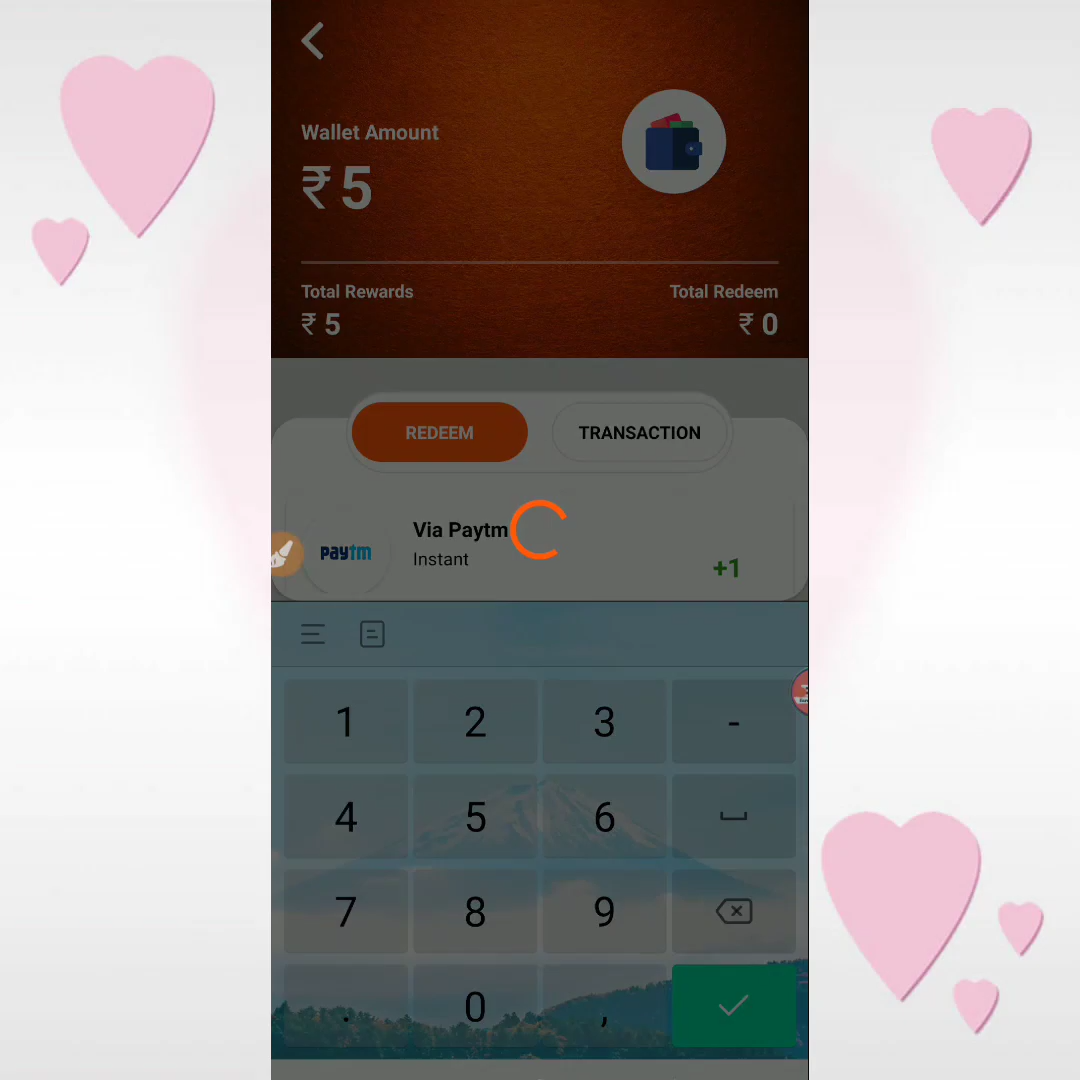 Wallet Amount
₹ 5
Total Rewards
Total Redeem
₹ 5
₹ 0
REDEEM
TRANSACTION
Via Paytm
paytm
Instant
+1
1 2 3 -
4 5 6
7 8 9
. 0 ,